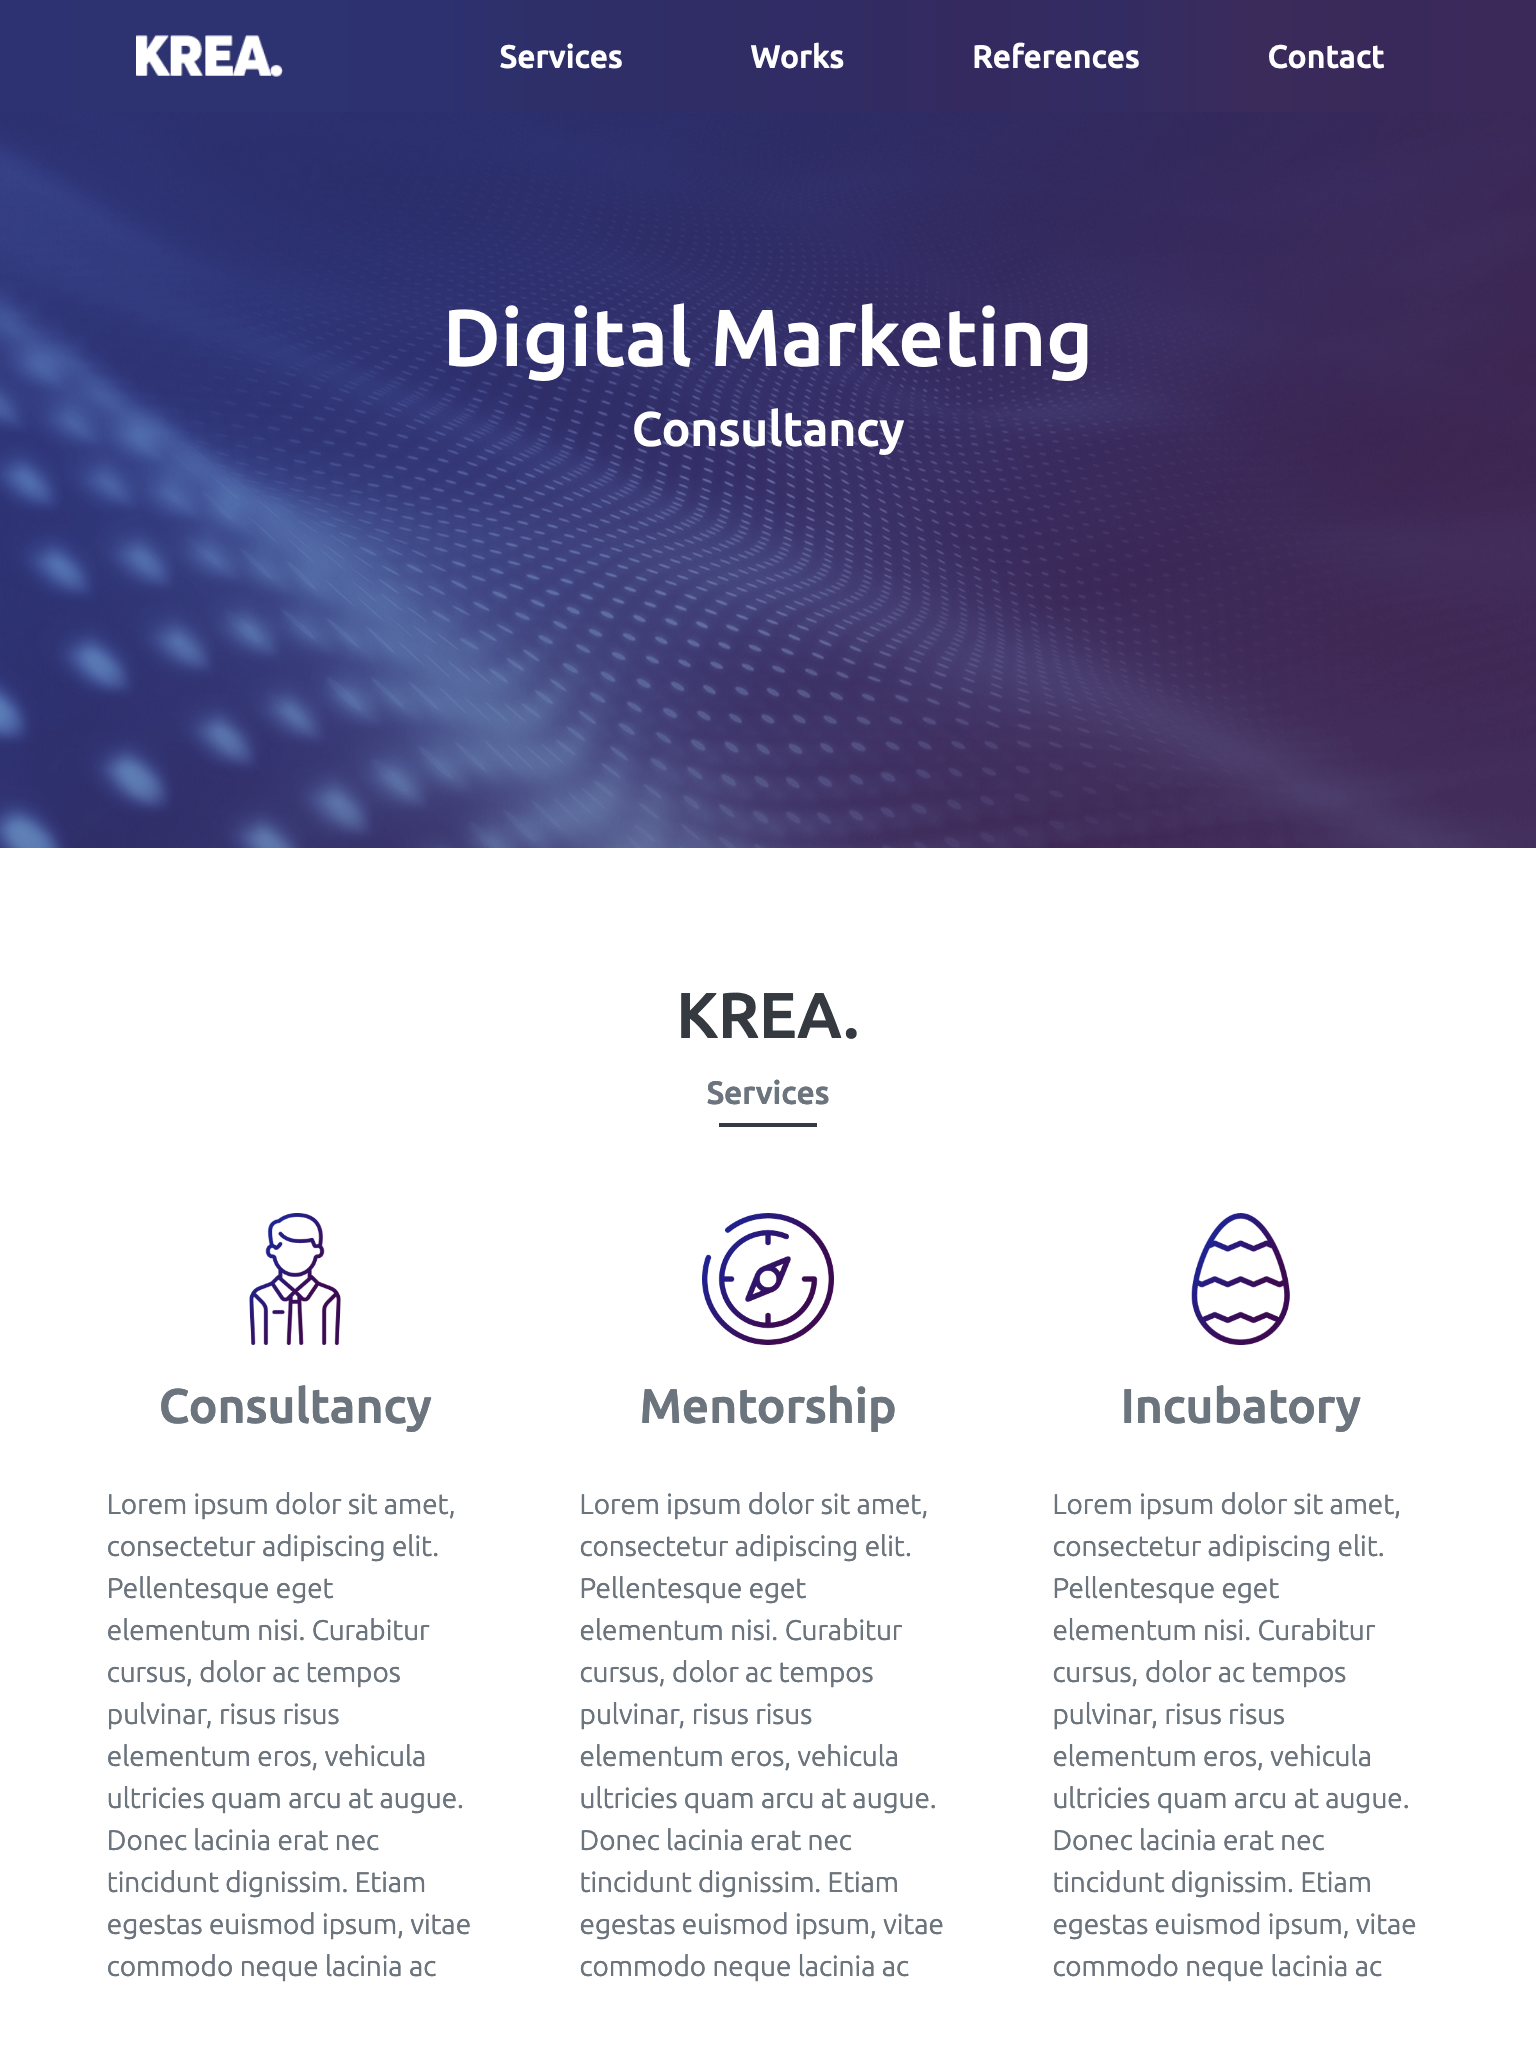 KREA.
Services
Works
References
Contact
Digital Marketing
Consultancy
KREA.
Services
Consultancy
Lorem ipsum dolor sit amet,
consectetur adipiscing elit.
Pellentesque eget
elementum nisi. Curabitur
cursus, dolor ac tempos
pulvinar, risus risus
elementum eros, vehicula
ultricies quam arcu at augue.
Donec lacinia erat nec
tincidunt dignissim. Etiam
egestas euismod ipsum, vitae
commodo neque lacinia ac
Mentorship
Lorem ipsum dolor sit amet,
consectetur adipiscing elit.
Pellentesque eget
elementum nisi. Curabitur
cursus, dolor ac tempos
pulvinar, risus risus
elementum eros, vehicula
ultricies quam arcu at augue.
Donec lacinia erat nec
tincidunt dignissim. Etiam
egestas euismod ipsum, vitae
commodo neque lacinia ac
Incubatory
Lorem ipsum dolor sit amet,
consectetur adipiscing elit.
Pellentesque eget
elementum nisi. Curabitur
cursus, dolor ac tempos
pulvinar, risus risus
elementum eros, vehicula
ultricies quam arcu at augue.
Donec lacinia erat nec
tincidunt dignissim. Etiam
egestas euismod ipsum, vitae
commodo neque lacinia ac